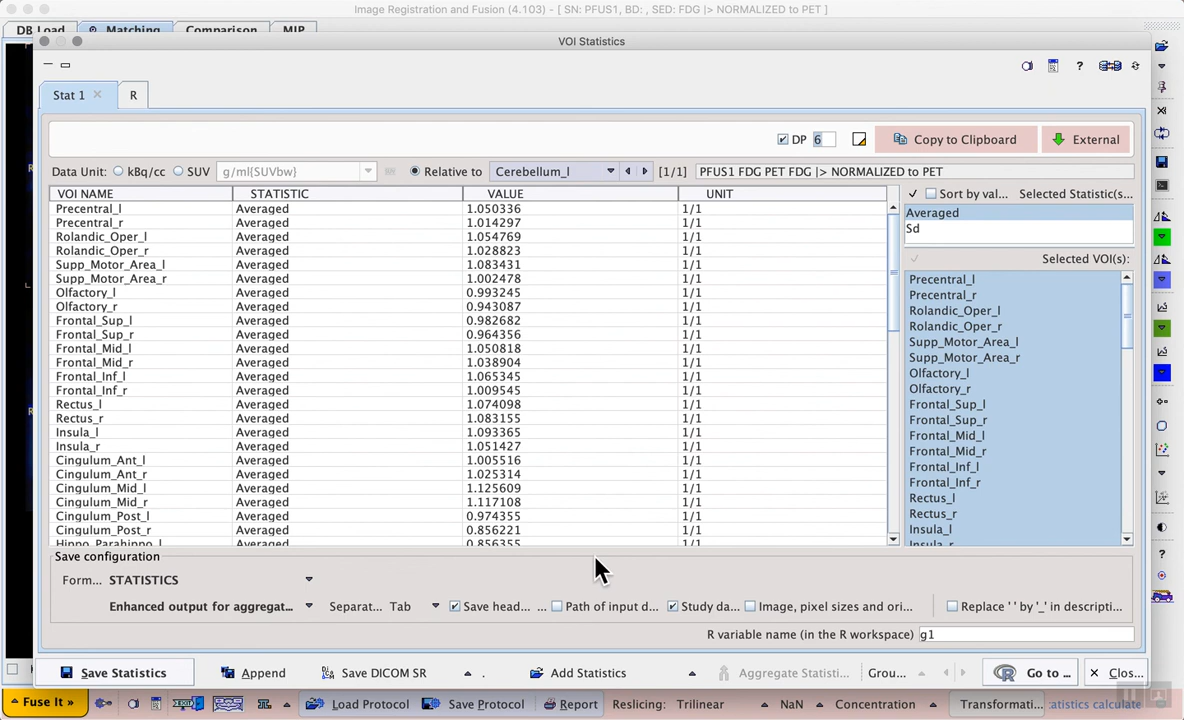 Image Registration and Fusion (4.103) - [ SN: PFUS1, BD: , SED: FDG |> NORMALIZED to PET ]
DB Load Matching Comparison MIP
VOI Statistics
Stat 1 R
DP 6 Copy to Clipboard External
Data Unit: kBq/cc SUV g/ml{SUVbw} Relative to Cerebellum_l [1/1] PFUS1 FDG PET FDG |> NORMALIZED to PET
VOI NAME STATISTIC VALUE UNIT
Precentral_l Averaged 1.050336 1/1
Precentral_r Averaged 1.014297 1/1
Rolandic_Oper_l Averaged 1.054769 1/1
Rolandic_Oper_r Averaged 1.028823 1/1
Supp_Motor_Area_l Averaged 1.083431 1/1
Supp_Motor_Area_r Averaged 1.002478 1/1
Olfactory_l Averaged 0.993245 1/1
Olfactory_r Averaged 0.943087 1/1
Frontal_Sup_l Averaged 0.982682 1/1
Frontal_Sup_r Averaged 0.964356 1/1
Frontal_Mid_l Averaged 1.050818 1/1
Frontal_Mid_r Averaged 1.038904 1/1
Frontal_Inf_l Averaged 1.065345 1/1
Frontal_Inf_r Averaged 1.009545 1/1
Rectus_l Averaged 1.074098 1/1
Rectus_r Averaged 1.083155 1/1
Insula_l Averaged 1.093365 1/1
Insula_r Averaged 1.051427 1/1
Cingulum_Ant_l Averaged 1.005516 1/1
Cingulum_Ant_r Averaged 1.025314 1/1
Cingulum_Mid_l Averaged 1.125609 1/1
Cingulum_Mid_r Averaged 1.117108 1/1
Cingulum_Post_l Averaged 0.974355 1/1
Cingulum_Post_r Averaged 0.856221 1/1
Hippo_Parahippo_l Averaged 0.856355 1/1
Sort by val... Selected Statistic(s...
Averaged
Sd
Selected VOI(s):
Precentral_l
Precentral_r
Rolandic_Oper_l
Rolandic_Oper_r
Supp_Motor_Area_l
Supp_Motor_Area_r
Olfactory_l
Olfactory_r
Frontal_Sup_l
Frontal_Sup_r
Frontal_Mid_l
Frontal_Mid_r
Frontal_Inf_l
Frontal_Inf_r
Rectus_l
Rectus_r
Insula_l
Insula_r
Save configuration
Form... STATISTICS
Enhanced output for aggregat... Separat... Tab Save head... ... Path of input d... Study da... Image, pixel sizes and ori... Replace ' ' by '_' in descripti...
R variable name (in the R workspace) g1
Save Statistics Append Save DICOM SR . Add Statistics Aggregate Statisti... Grou... Go to ... Clos...
Fuse It » Load Protocol Save Protocol Report Reslicing: Trilinear NaN Concentration Transformati... tatistics calculate